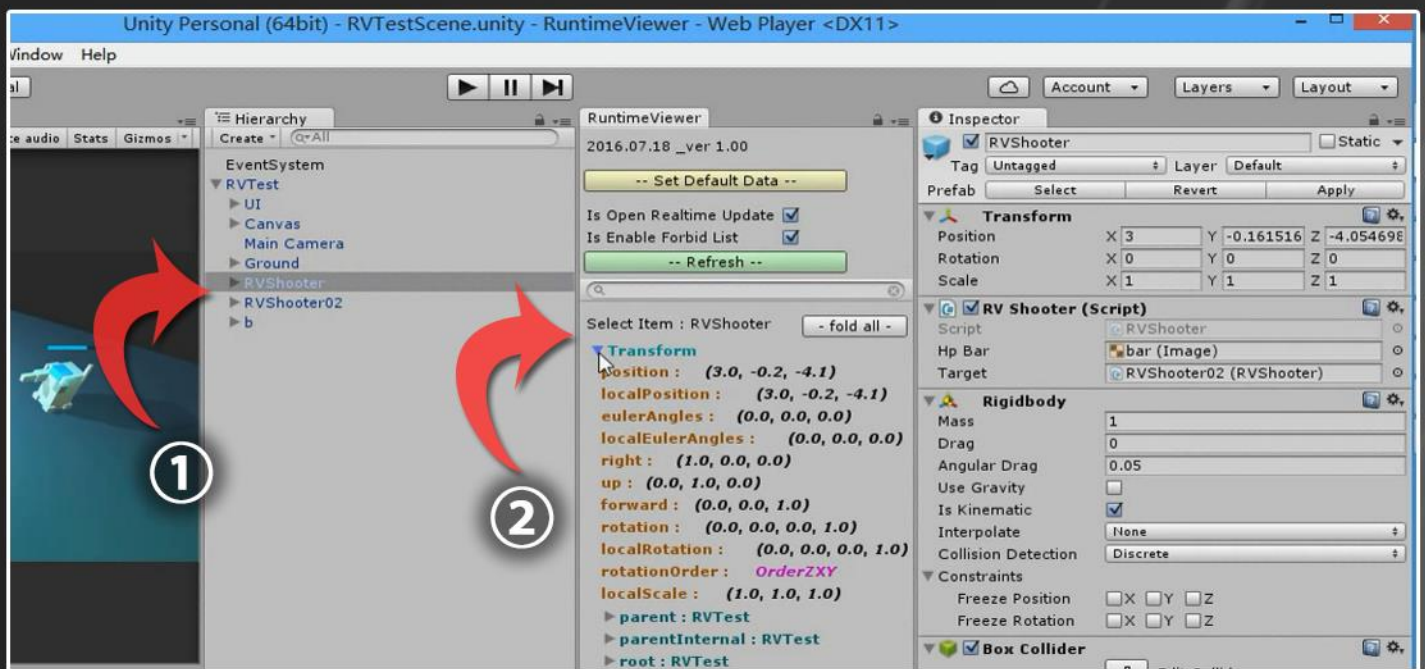 Unity Personal (64bit) - RVTestScene.unity - RuntimeViewer - Web Player <DX11>
Window Help
Account Layers Layout
audio Stats Gizmos
Hierarchy
Create All
EventSystem
RVTest
UI
Canvas
Main Camera
Ground
RVShooter
RVShooter02
b
1
2
RuntimeViewer
2016.07.18 _ver 1.00
-- Set Default Data --
Is Open Realtime Update
Is Enable Forbid List
-- Refresh --
Select Item : RVShooter - fold all -
Transform
position : (3.0, -0.2, -4.1)
localPosition : (3.0, -0.2, -4.1)
eulerAngles : (0.0, 0.0, 0.0)
localEulerAngles : (0.0, 0.0, 0.0)
right : (1.0, 0.0, 0.0)
up : (0.0, 1.0, 0.0)
forward : (0.0, 0.0, 1.0)
rotation : (0.0, 0.0, 0.0, 1.0)
localRotation : (0.0, 0.0, 0.0, 1.0)
rotationOrder : OrderZXY
localScale : (1.0, 1.0, 1.0)
parent : RVTest
parentInternal : RVTest
root : RVTest
Inspector
RVShooter Static
Tag Untagged Layer Default
Prefab Select Revert Apply
Transform
Position X 3 Y -0.161516 Z -4.054698
Rotation X 0 Y 0 Z 0
Scale X 1 Y 1 Z 1
RV Shooter (Script)
Script RVShooter
Hp Bar bar (Image)
Target RVShooter02 (RVShooter)
Rigidbody
Mass 1
Drag 0
Angular Drag 0.05
Use Gravity
Is Kinematic
Interpolate None
Collision Detection Discrete
Constraints
Freeze Position X Y Z
Freeze Rotation X Y Z
Box Collider